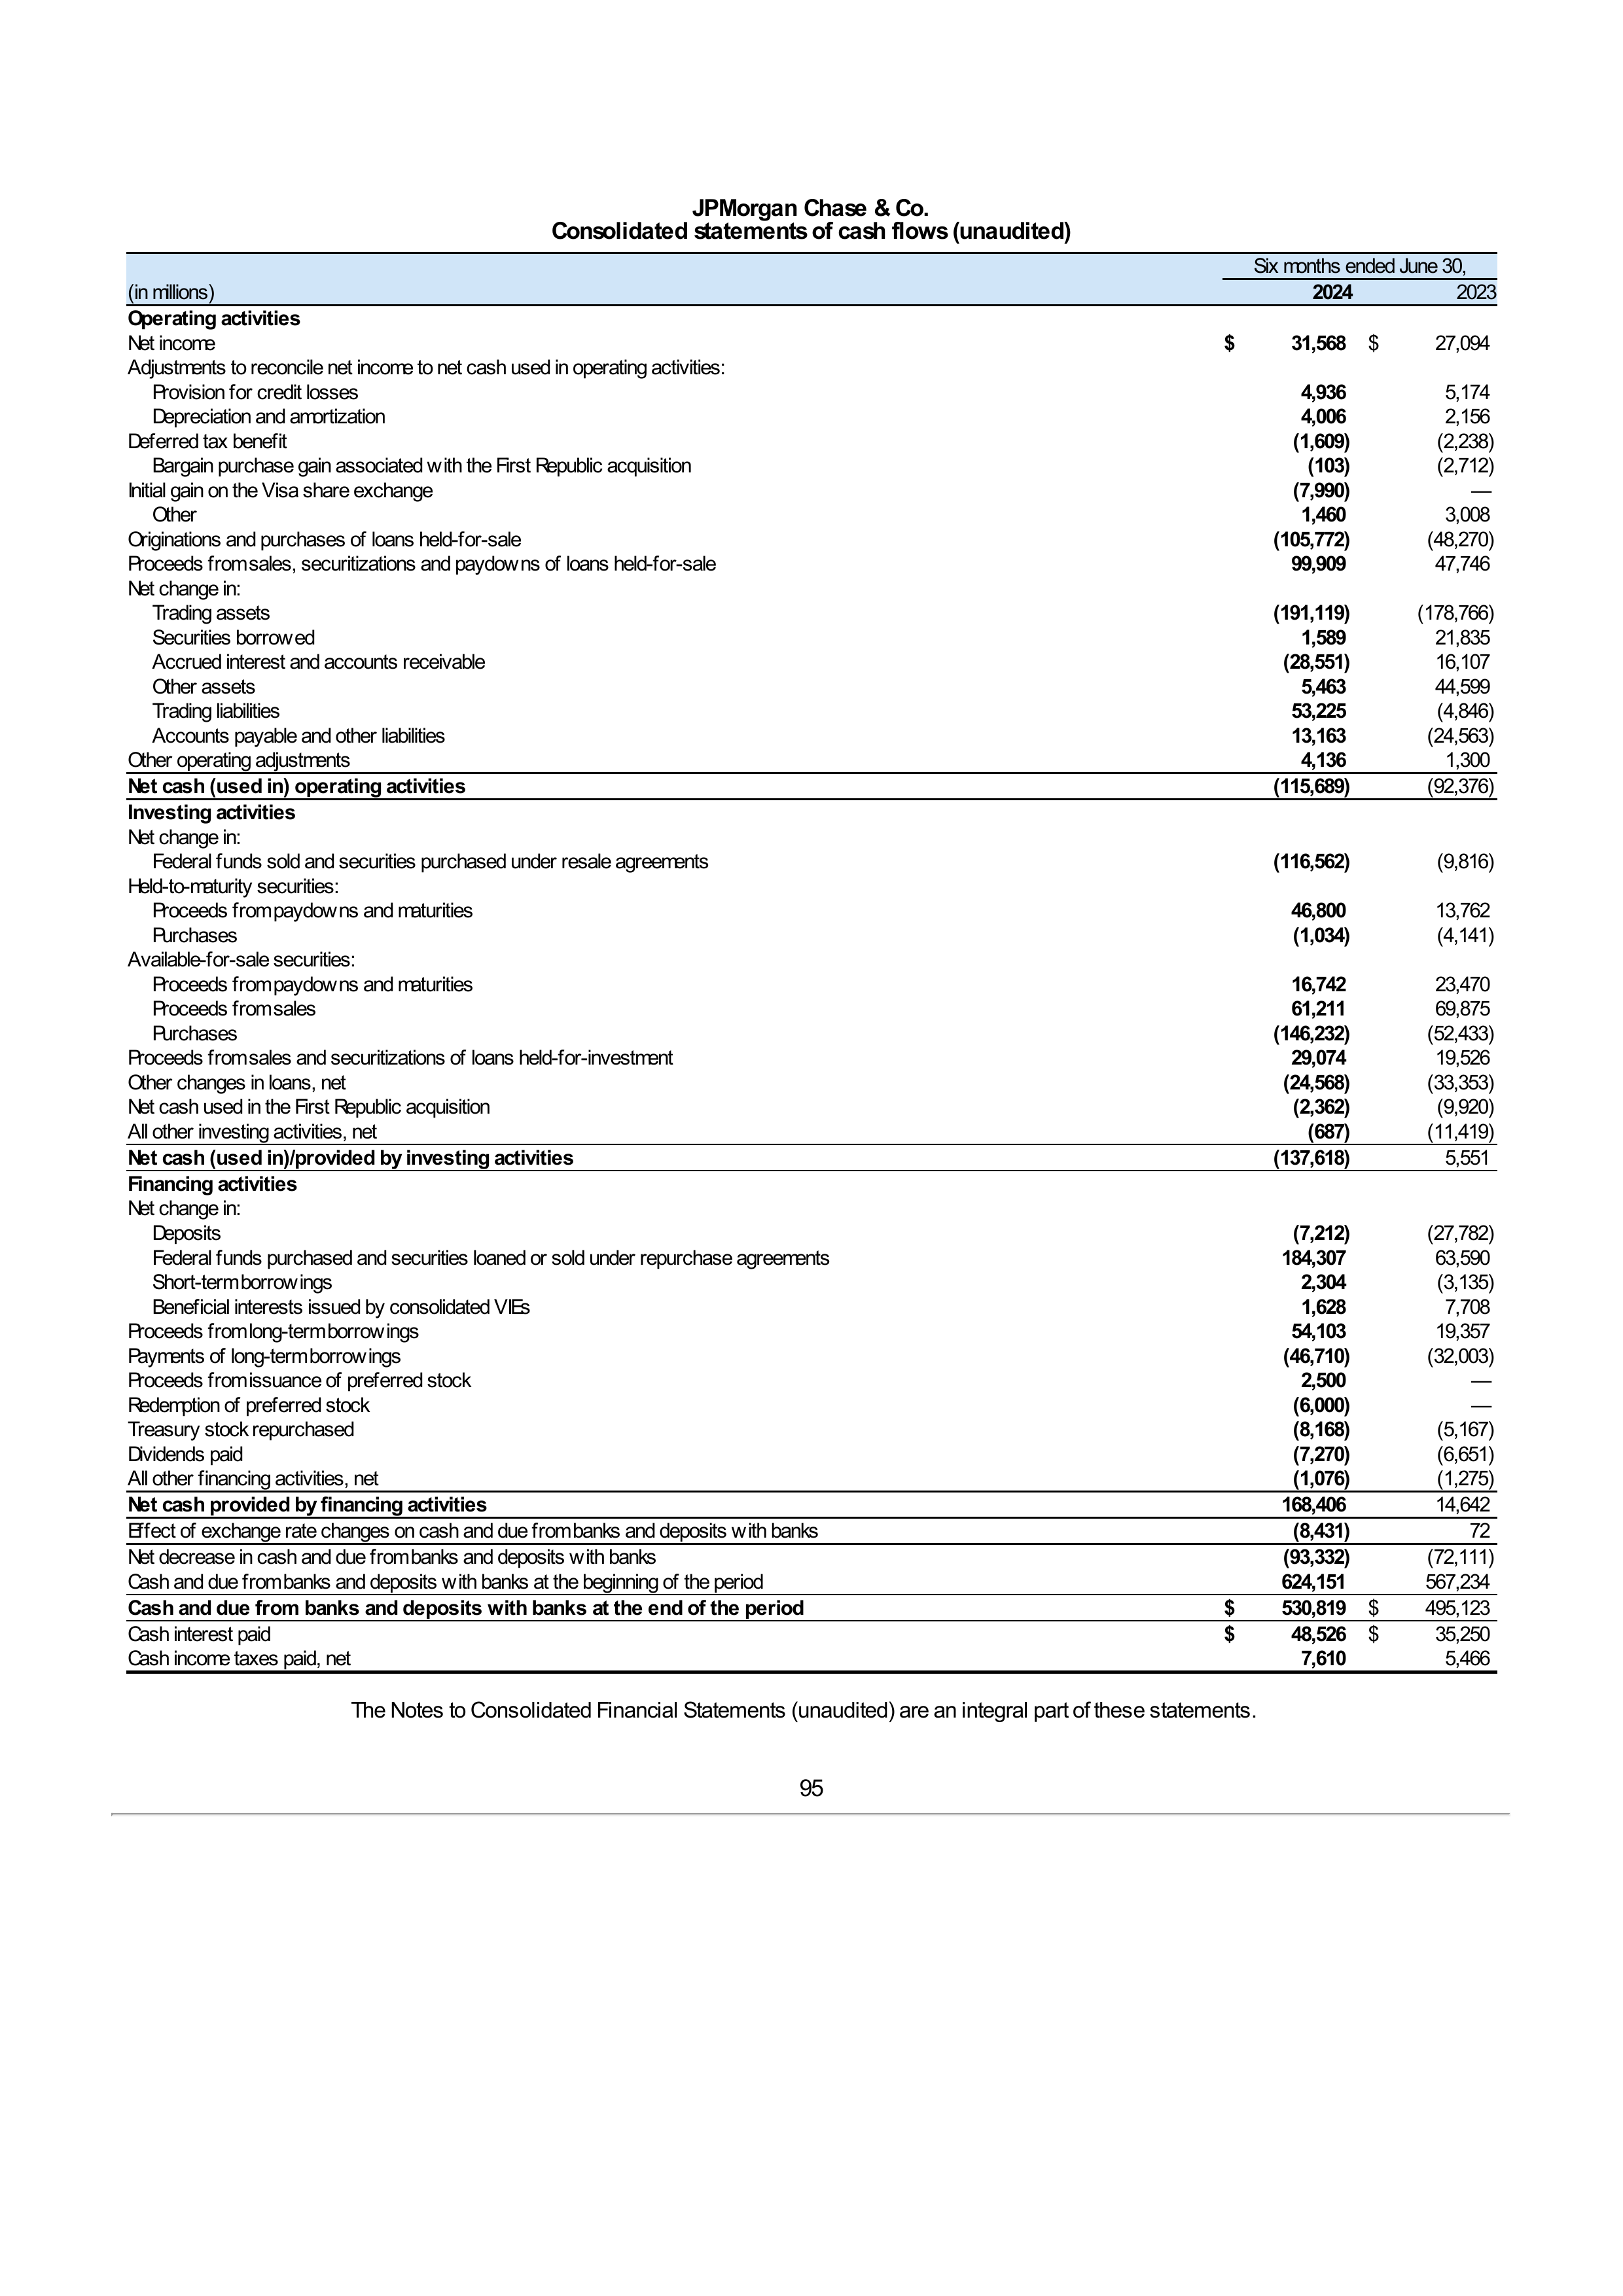 JPMorgan Chase & Co.
Consolidated statements of cash flows (unaudited)
Six months ended June 30,
(in millions) 2024 2023
Operating activities
Net income $ 31,568 $ 27,094
Adjustments to reconcile net income to net cash used in operating activities:
Provision for credit losses 4,936 5,174
Depreciation and amortization 4,006 2,156
Deferred tax benefit (1,609) (2,238)
Bargain purchase gain associated with the First Republic acquisition (103) (2,712)
Initial gain on the Visa share exchange (7,990) —
Other 1,460 3,008
Originations and purchases of loans held-for-sale (105,772) (48,270)
Proceeds from sales, securitizations and paydowns of loans held-for-sale 99,909 47,746
Net change in:
Trading assets (191,119) (178,766)
Securities borrowed 1,589 21,835
Accrued interest and accounts receivable (28,551) 16,107
Other assets 5,463 44,599
Trading liabilities 53,225 (4,846)
Accounts payable and other liabilities 13,163 (24,563)
Other operating adjustments 4,136 1,300
Net cash (used in) operating activities (115,689) (92,376)
Investing activities
Net change in:
Federal funds sold and securities purchased under resale agreements (116,562) (9,816)
Held-to-maturity securities:
Proceeds from paydowns and maturities 46,800 13,762
Purchases (1,034) (4,141)
Available-for-sale securities:
Proceeds from paydowns and maturities 16,742 23,470
Proceeds from sales 61,211 69,875
Purchases (146,232) (52,433)
Proceeds from sales and securitizations of loans held-for-investment 29,074 19,526
Other changes in loans, net (24,568) (33,353)
Net cash used in the First Republic acquisition (2,362) (9,920)
All other investing activities, net (687) (11,419)
Net cash (used in)/provided by investing activities (137,618) 5,551
Financing activities
Net change in:
Deposits (7,212) (27,782)
Federal funds purchased and securities loaned or sold under repurchase agreements 184,307 63,590
Short-term borrowings 2,304 (3,135)
Beneficial interests issued by consolidated VIEs 1,628 7,708
Proceeds from long-term borrowings 54,103 19,357
Payments of long-term borrowings (46,710) (32,003)
Proceeds from issuance of preferred stock 2,500 —
Redemption of preferred stock (6,000) —
Treasury stock repurchased (8,168) (5,167)
Dividends paid (7,270) (6,651)
All other financing activities, net (1,076) (1,275)
Net cash provided by financing activities 168,406 14,642
Effect of exchange rate changes on cash and due from banks and deposits with banks (8,431) 72
Net decrease in cash and due from banks and deposits with banks (93,332) (72,111)
Cash and due from banks and deposits with banks at the beginning of the period 624,151 567,234
Cash and due from banks and deposits with banks at the end of the period $ 530,819 $ 495,123
Cash interest paid $ 48,526 $ 35,250
Cash income taxes paid, net 7,610 5,466
The Notes to Consolidated Financial Statements (unaudited) are an integral part of these statements.
95